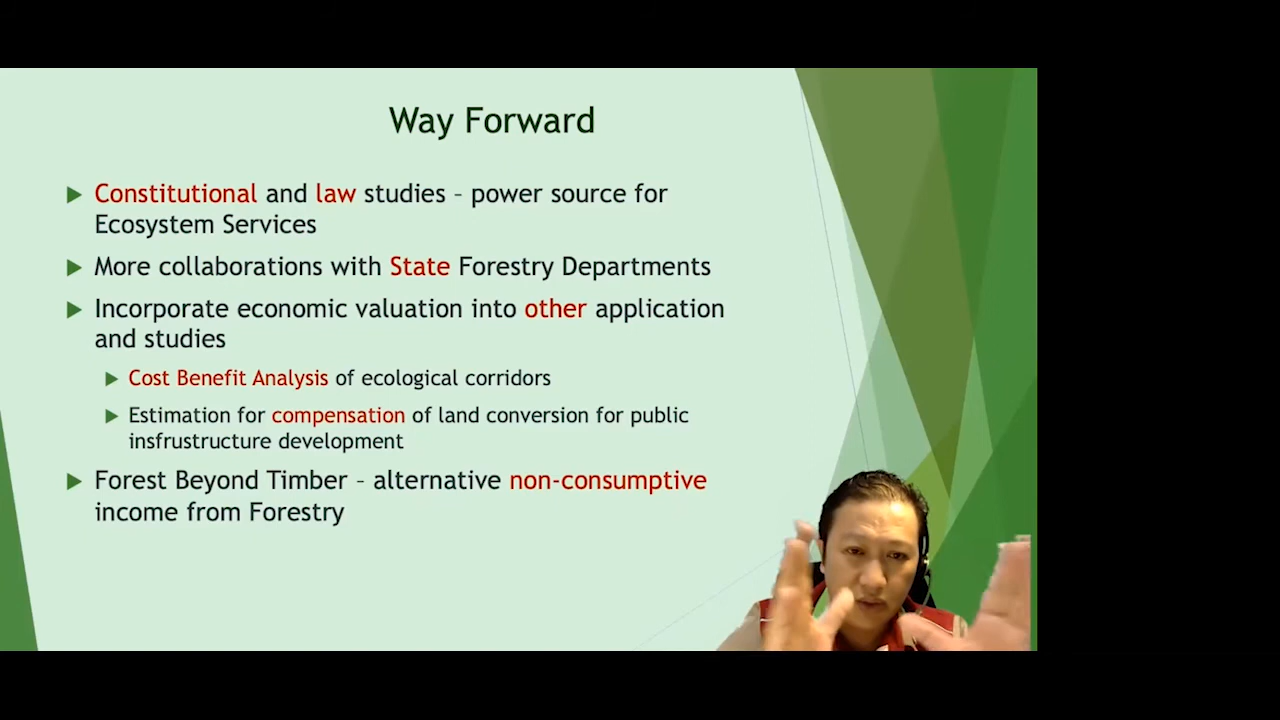 Way Forward
Constitutional and law studies – power source for
Ecosystem Services
More collaborations with State Forestry Departments
Incorporate economic valuation into other application
and studies
Cost Benefit Analysis of ecological corridors
Estimation for compensation of land conversion for public
insfrustructure development
Forest Beyond Timber – alternative non-consumptive
income from Forestry